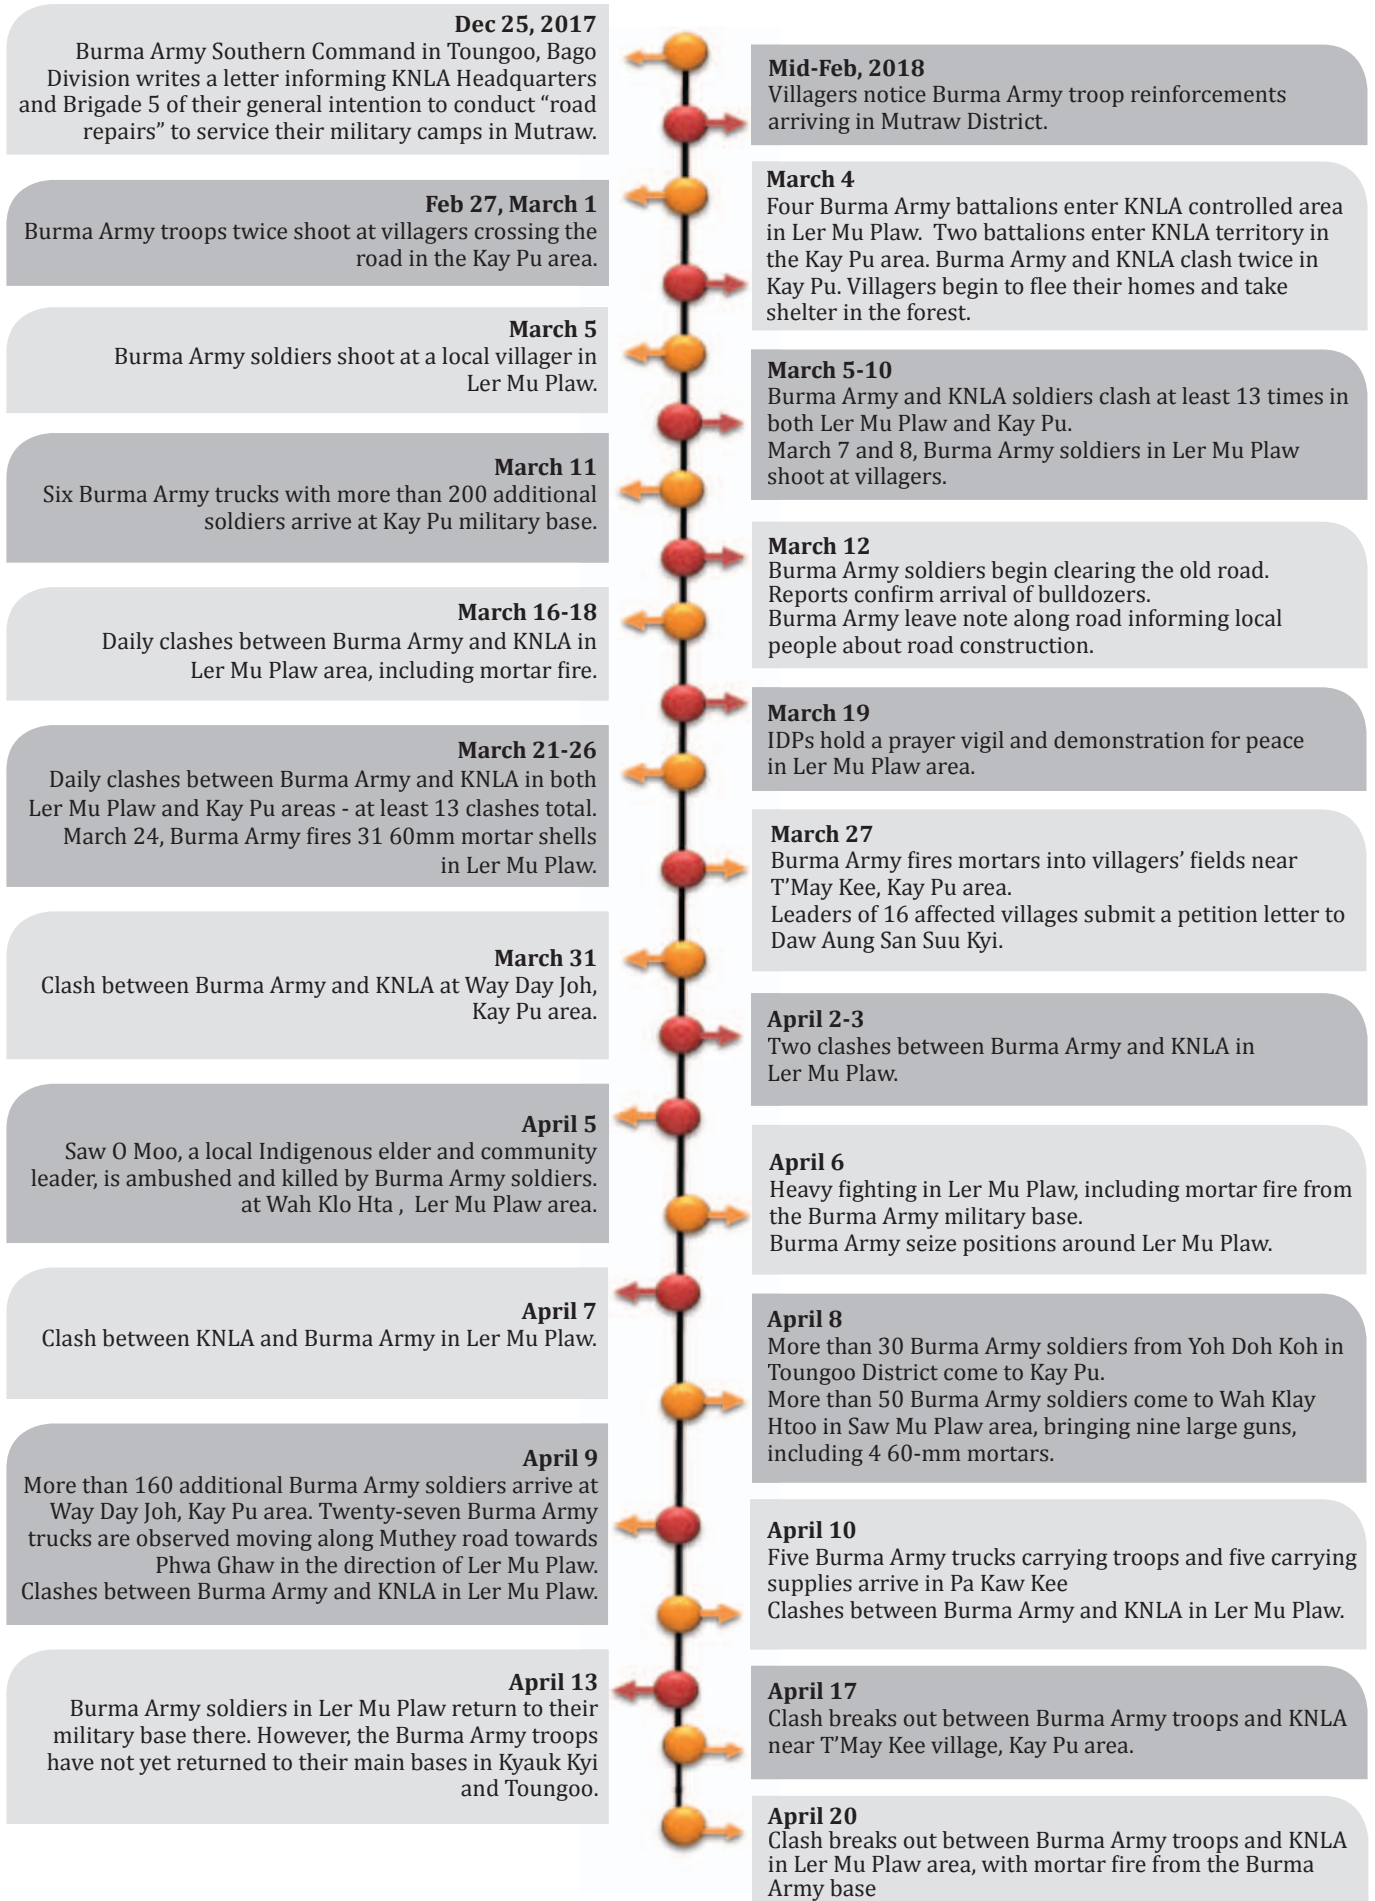 Dec 25, 2017
Burma Army Southern Command in Toungoo, Bago
Division writes a letter informing KNLA Headquarters
and Brigade 5 of their general intention to conduct “road
repairs” to service their military camps in Mutraw.
Mid-Feb, 2018
Villagers notice Burma Army troop reinforcements
arriving in Mutraw District.
Feb 27, March 1
Burma Army troops twice shoot at villagers crossing the
road in the Kay Pu area.
March 4
Four Burma Army battalions enter KNLA controlled area
in Ler Mu Plaw. Two battalions enter KNLA territory in
the Kay Pu area. Burma Army and KNLA clash twice in
Kay Pu. Villagers begin to flee their homes and take
shelter in the forest.
March 5
Burma Army soldiers shoot at a local villager in
Ler Mu Plaw.
March 5-10
Burma Army and KNLA soldiers clash at least 13 times in
both Ler Mu Plaw and Kay Pu.
March 7 and 8, Burma Army soldiers in Ler Mu Plaw
shoot at villagers.
March 11
Six Burma Army trucks with more than 200 additional
soldiers arrive at Kay Pu military base.
March 12
Burma Army soldiers begin clearing the old road.
Reports confirm arrival of bulldozers.
Burma Army leave note along road informing local
people about road construction.
March 16-18
Daily clashes between Burma Army and KNLA in
Ler Mu Plaw area, including mortar fire.
March 19
IDPs hold a prayer vigil and demonstration for peace
in Ler Mu Plaw area.
March 21-26
Daily clashes between Burma Army and KNLA in both
Ler Mu Plaw and Kay Pu areas - at least 13 clashes total.
March 24, Burma Army fires 31 60mm mortar shells
in Ler Mu Plaw.
March 27
Burma Army fires mortars into villagers’ fields near
T’May Kee, Kay Pu area.
Leaders of 16 affected villages submit a petition letter to
Daw Aung San Suu Kyi.
March 31
Clash between Burma Army and KNLA at Way Day Joh,
Kay Pu area.
April 2-3
Two clashes between Burma Army and KNLA in
Ler Mu Plaw.
April 5
Saw O Moo, a local Indigenous elder and community
leader, is ambushed and killed by Burma Army soldiers.
at Wah Klo Hta , Ler Mu Plaw area.
April 6
Heavy fighting in Ler Mu Plaw, including mortar fire from
the Burma Army military base.
Burma Army seize positions around Ler Mu Plaw.
April 7
Clash between KNLA and Burma Army in Ler Mu Plaw.
April 8
More than 30 Burma Army soldiers from Yoh Doh Koh in
Toungoo District come to Kay Pu.
More than 50 Burma Army soldiers come to Wah Klay
Htoo in Saw Mu Plaw area, bringing nine large guns,
including 4 60-mm mortars.
April 9
More than 160 additional Burma Army soldiers arrive at
Way Day Joh, Kay Pu area. Twenty-seven Burma Army
trucks are observed moving along Muthey road towards
Phwa Ghaw in the direction of Ler Mu Plaw.
Clashes between Burma Army and KNLA in Ler Mu Plaw.
April 10
Five Burma Army trucks carrying troops and five carrying
supplies arrive in Pa Kaw Kee
Clashes between Burma Army and KNLA in Ler Mu Plaw.
April 13
Burma Army soldiers in Ler Mu Plaw return to their
military base there. However, the Burma Army troops
have not yet returned to their main bases in Kyauk Kyi
and Toungoo.
April 17
Clash breaks out between Burma Army troops and KNLA
near T’May Kee village, Kay Pu area.
April 20
Clash breaks out between Burma Army troops and KNLA
in Ler Mu Plaw area, with mortar fire from the Burma
Army base